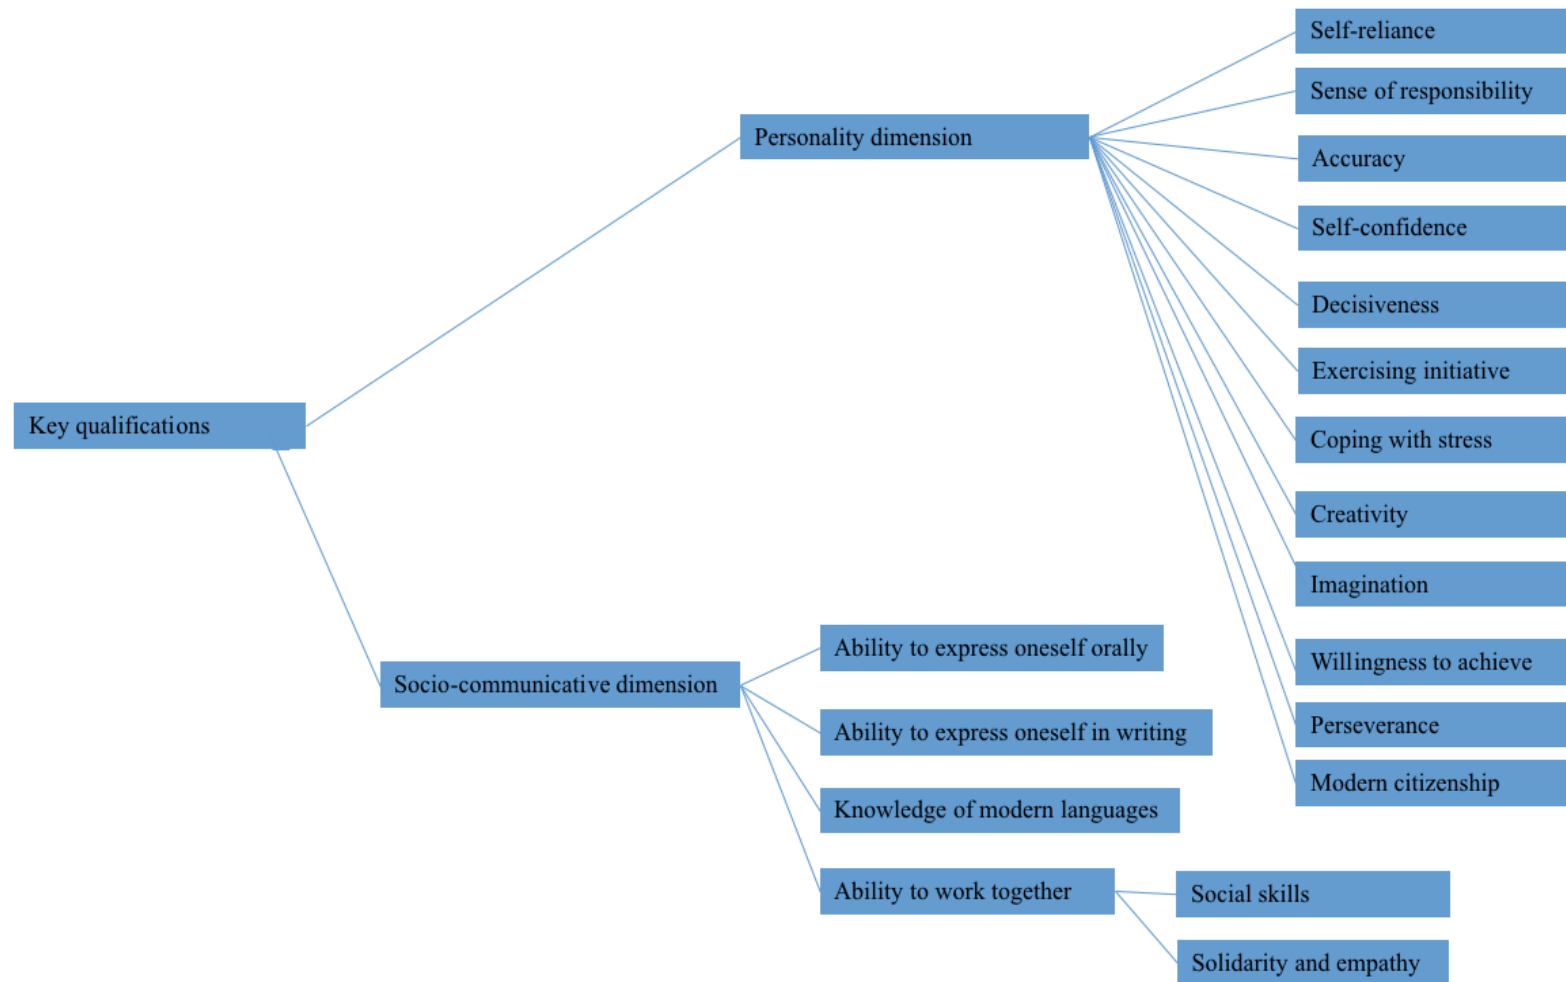 Key qualifications
Personality dimension
Self-reliance
Sense of responsibility
Accuracy
Self-confidence
Decisiveness
Exercising initiative
Coping with stress
Creativity
Imagination
Willingness to achieve
Perseverance
Modern citizenship
Socio-communicative dimension
Ability to express oneself orally
Ability to express oneself in writing
Knowledge of modern languages
Ability to work together
Social skills
Solidarity and empathy